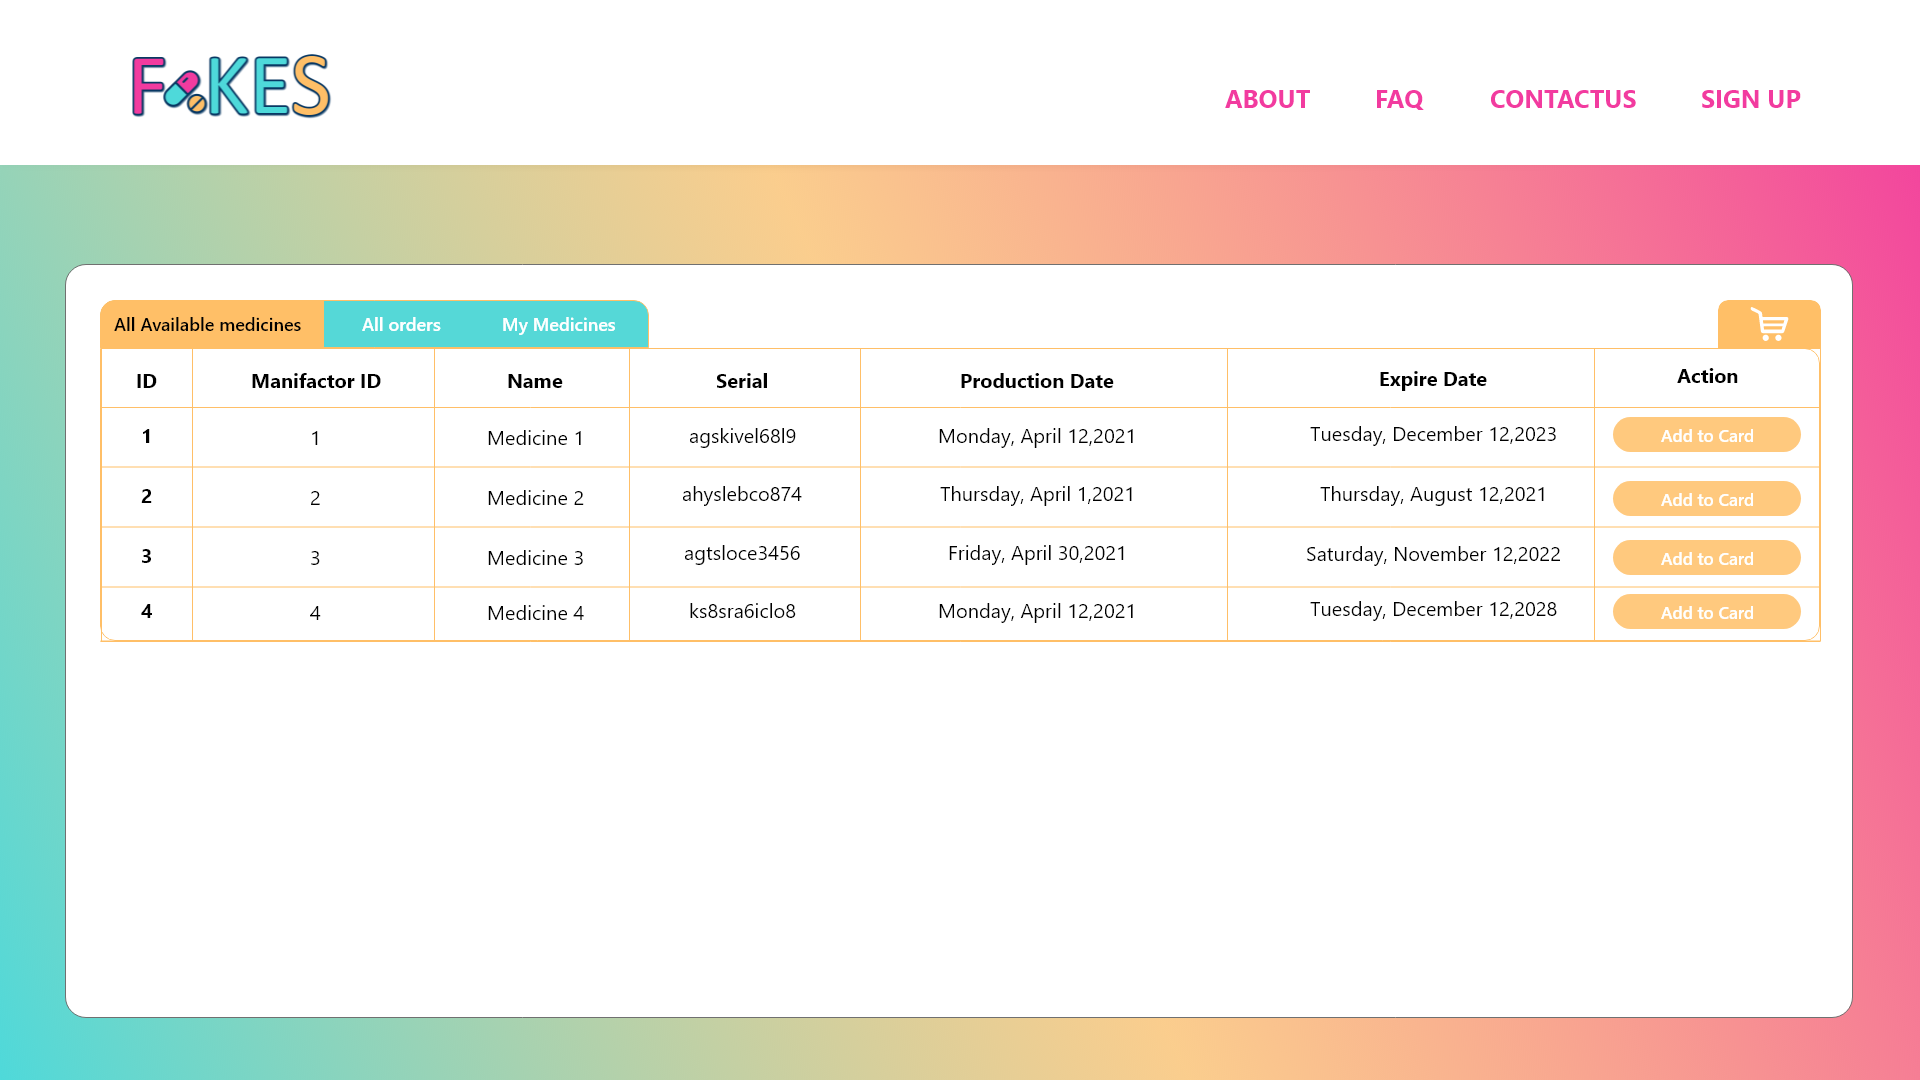 FAKES
ABOUT FAQ CONTACTUS SIGN UP
All Available medicines All orders My Medicines
ID Manifactor ID Name Serial Production Date Expire Date Action
1 1 Medicine 1 agskivel68l9 Monday, April 12,2021 Tuesday, December 12,2023 Add to Card
2 2 Medicine 2 ahyslebco874 Thursday, April 1,2021 Thursday, August 12,2021 Add to Card
3 3 Medicine 3 agtsloce3456 Friday, April 30,2021 Saturday, November 12,2022 Add to Card
4 4 Medicine 4 ks8sra6iclo8 Monday, April 12,2021 Tuesday, December 12,2028 Add to Card